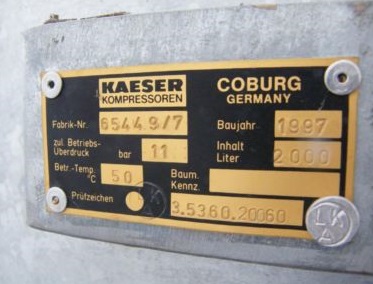 KAESER KOMPRESSOREN
COBURG GERMANY
Fabrik-Nr. 65449/7
Baujahr 1997
zul. Betriebs-Überdruck bar 11
Inhalt Liter 2000
Betr.-Temp. °C 50
Baum. Kennz.
Prüfzeichen 3.5360.20060